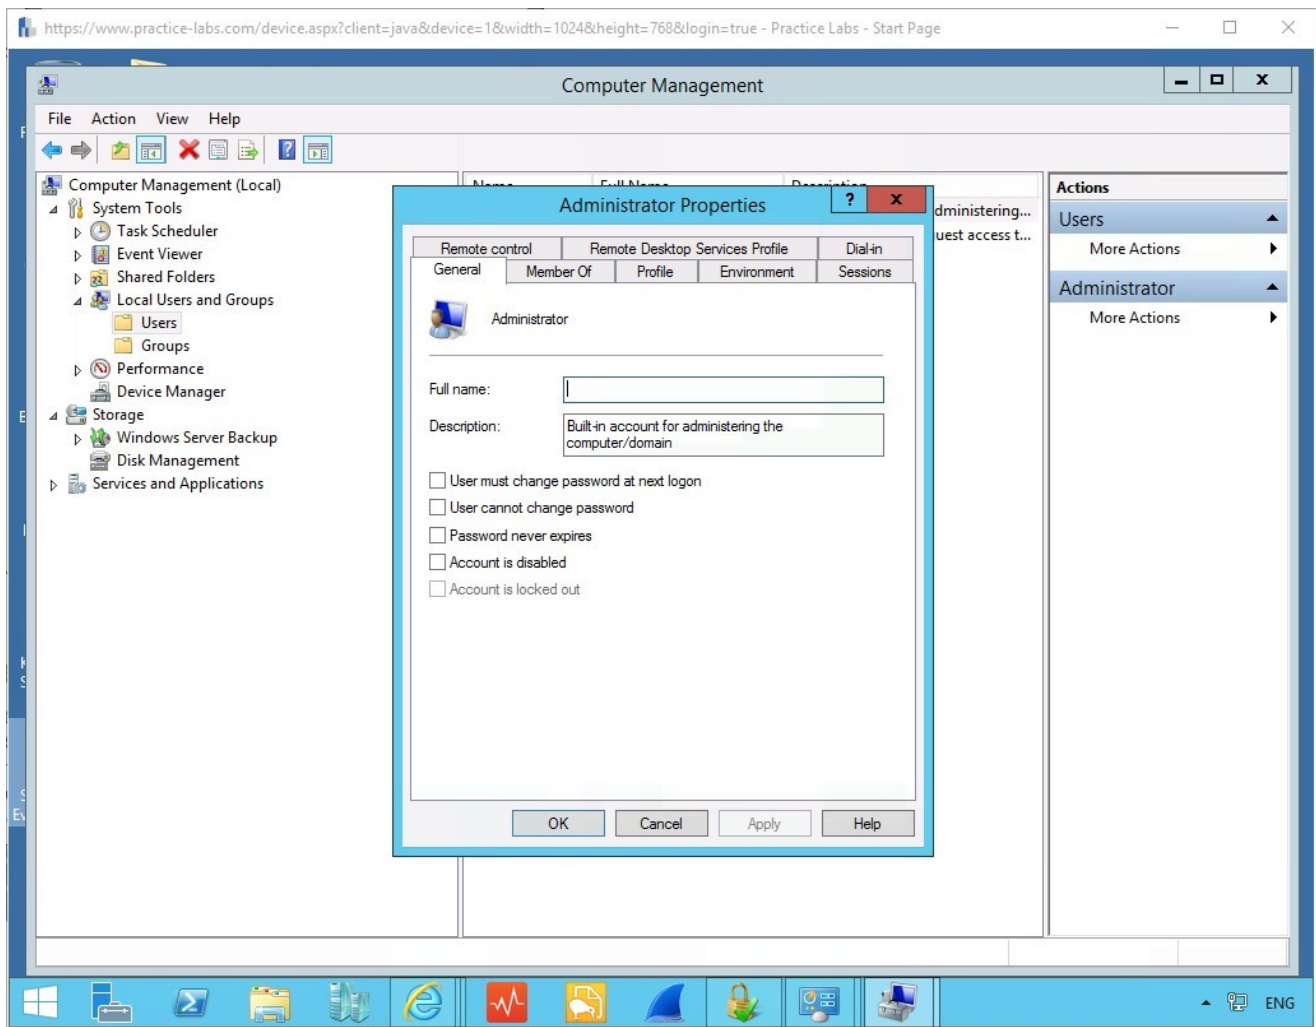 https://www.practice-labs.com/device.aspx?client=java&device=1&width=1024&height=768&login=true - Practice Labs - Start Page
Computer Management
File Action View Help
Computer Management (Local)
System Tools
Task Scheduler
Event Viewer
Shared Folders
Local Users and Groups
Users
Groups
Performance
Device Manager
Storage
Windows Server Backup
Disk Management
Services and Applications
Name Full Name Description
dministering...
uest access t...
Administrator Properties
?
x
Remote control Remote Desktop Services Profile Dial-in
General Member Of Profile Environment Sessions
Administrator
Full name:
Description: Built-in account for administering the
computer/domain
User must change password at next logon
User cannot change password
Password never expires
Account is disabled
Account is locked out
OK Cancel Apply Help
Actions
Users
More Actions
Administrator
More Actions
ENG